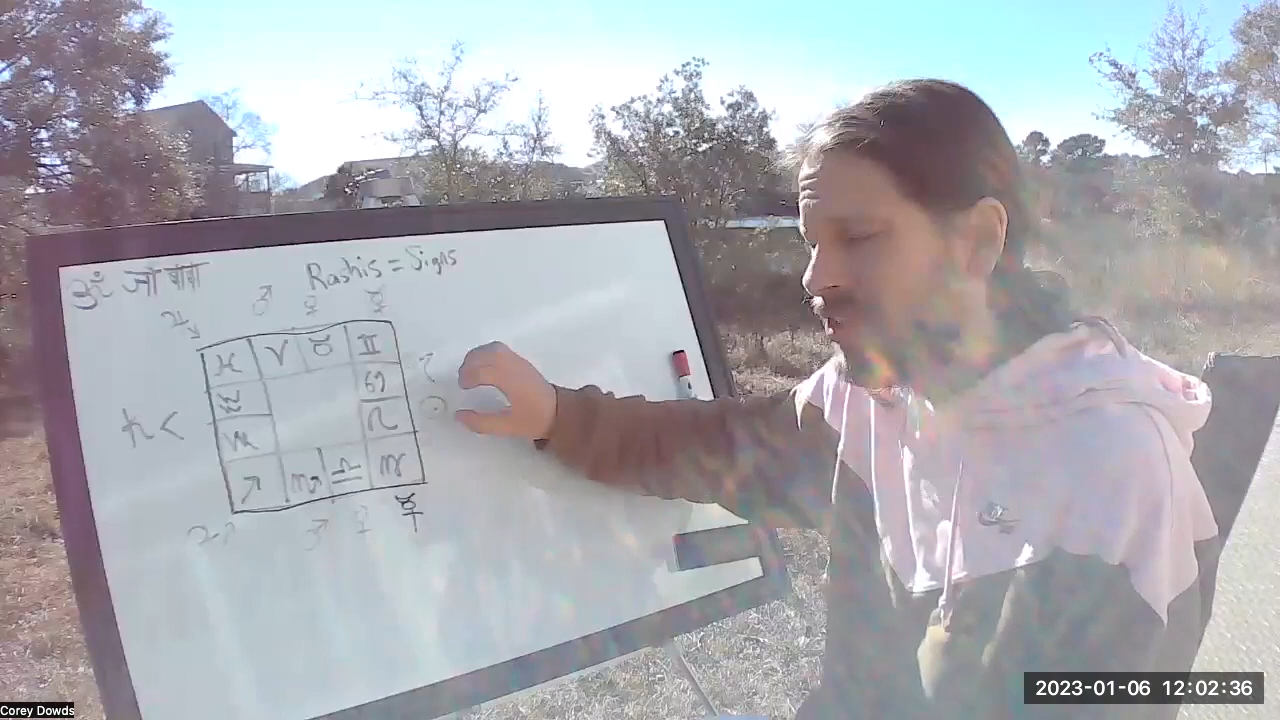 ॐ जी बाबा
Rashis = Signs
♂ ♀ ☿
♃
♓ ♈ ♉ ♊
♒ ♋
♄ <
♑ ♌ ☉
♐ ♏ ♎ ♍
♃ ♂ ♀ ☿
Corey Dowds
2023-01-06 12:02:36